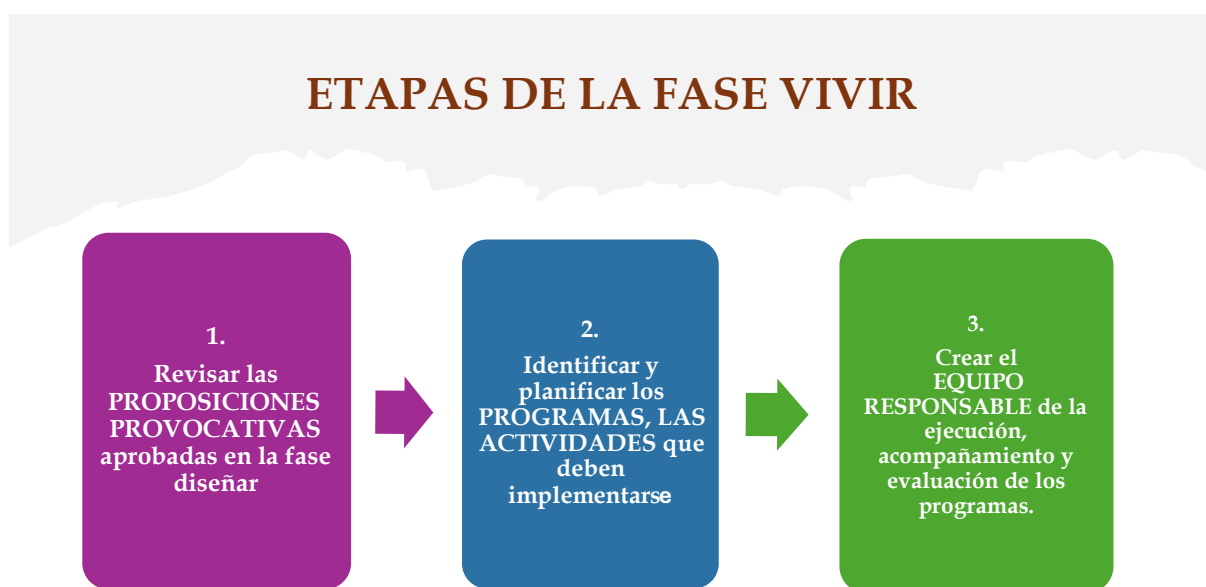 ETAPAS DE LA FASE VIVIR
1.
Revisar las
PROPOSICIONES
PROVOCATIVAS
aprobadas en la fase
diseñar
2.
Identificar y
planificar los
PROGRAMAS, LAS
ACTIVIDADES que
deben
implementarse
3.
Crear el
EQUIPO
RESPONSABLE de la
ejecución,
acompañamiento y
evaluación de los
programas.